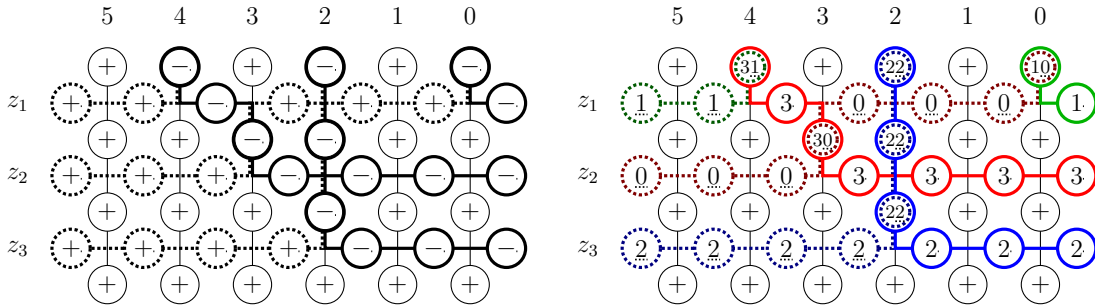 5 4 3 2 1 0
+ − + − + −
z₁ + + − + + + −
+ + − − + +
z₂ + + + − − − −
+ + + − + +
z₃ + + + + − − −
+ + + + + +
5 4 3 2 1 0
+ 31 + 22 + 10
z₁ 1 1 3 0 0 0 1
+ + 30 22 + +
z₂ 0 0 0 3 3 3 3
+ + + 22 + +
z₃ 2 2 2 2 2 2 2
+ + + + + +